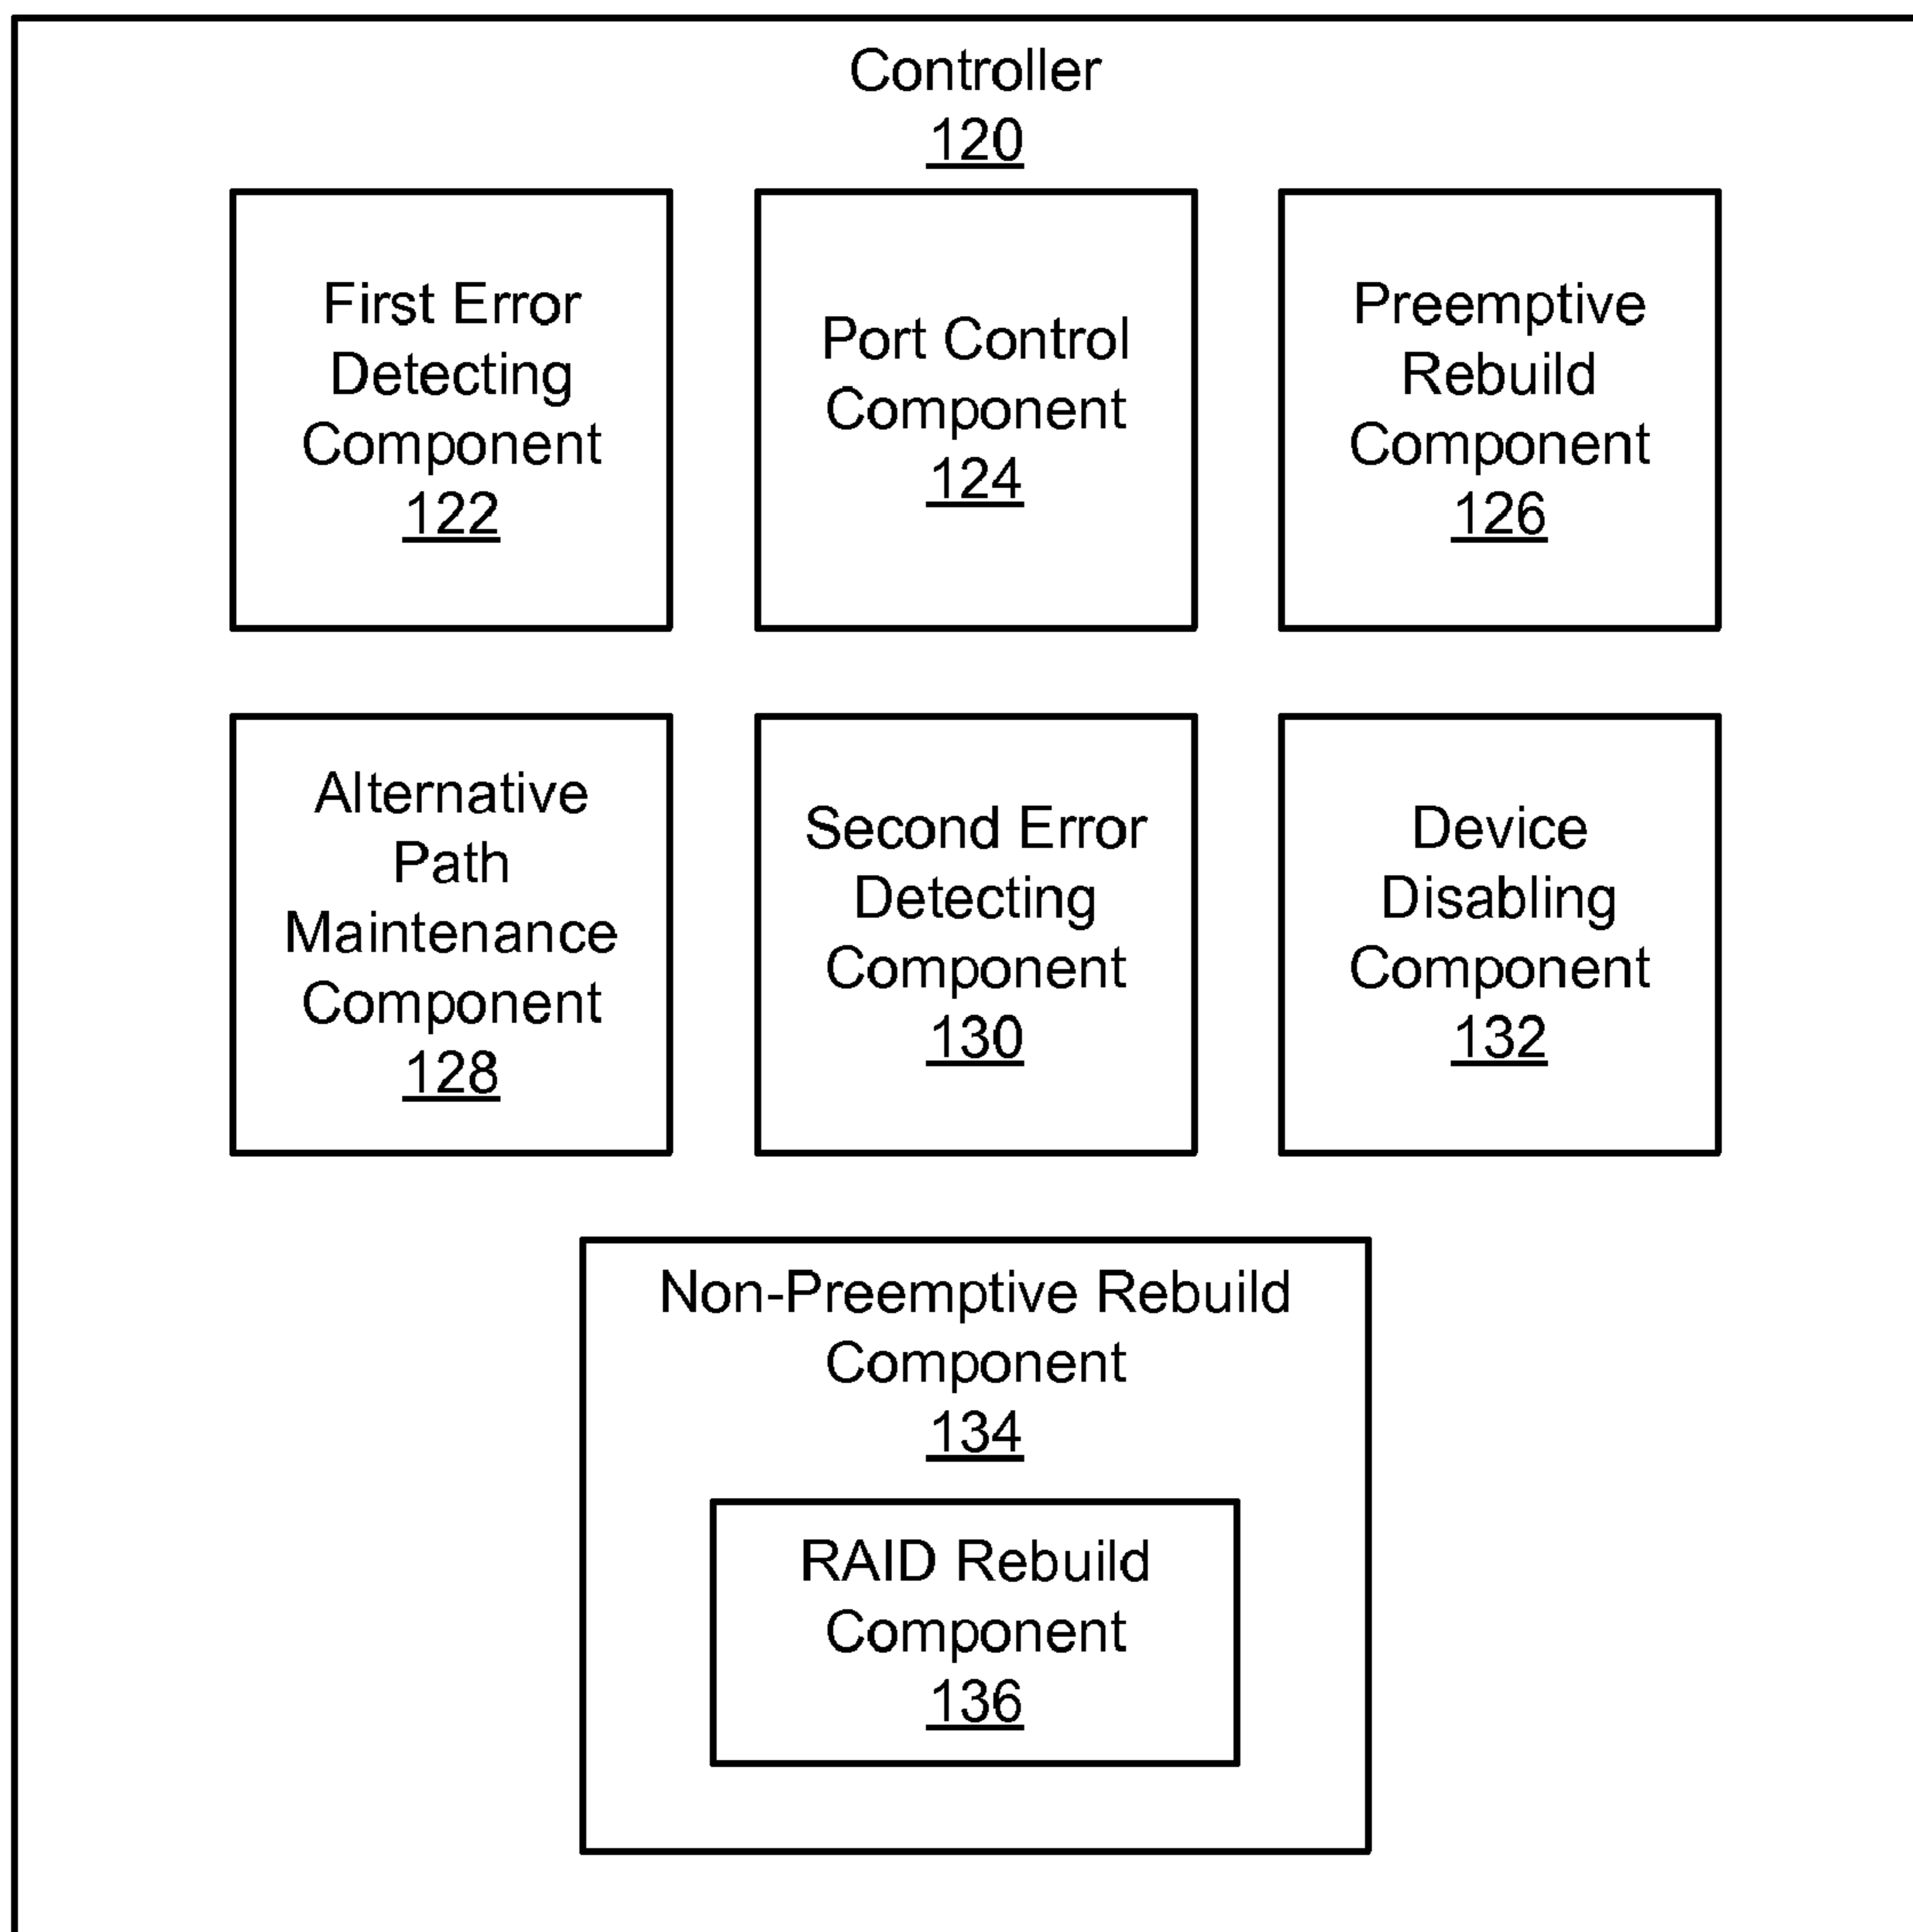 Controller
120
First Error
Detecting
Component
122
Port Control
Component
124
Preemptive
Rebuild
Component
126
Alternative
Path
Maintenance
Component
128
Second Error
Detecting
Component
130
Device
Disabling
Component
132
Non-Preemptive Rebuild
Component
134
RAID Rebuild
Component
136